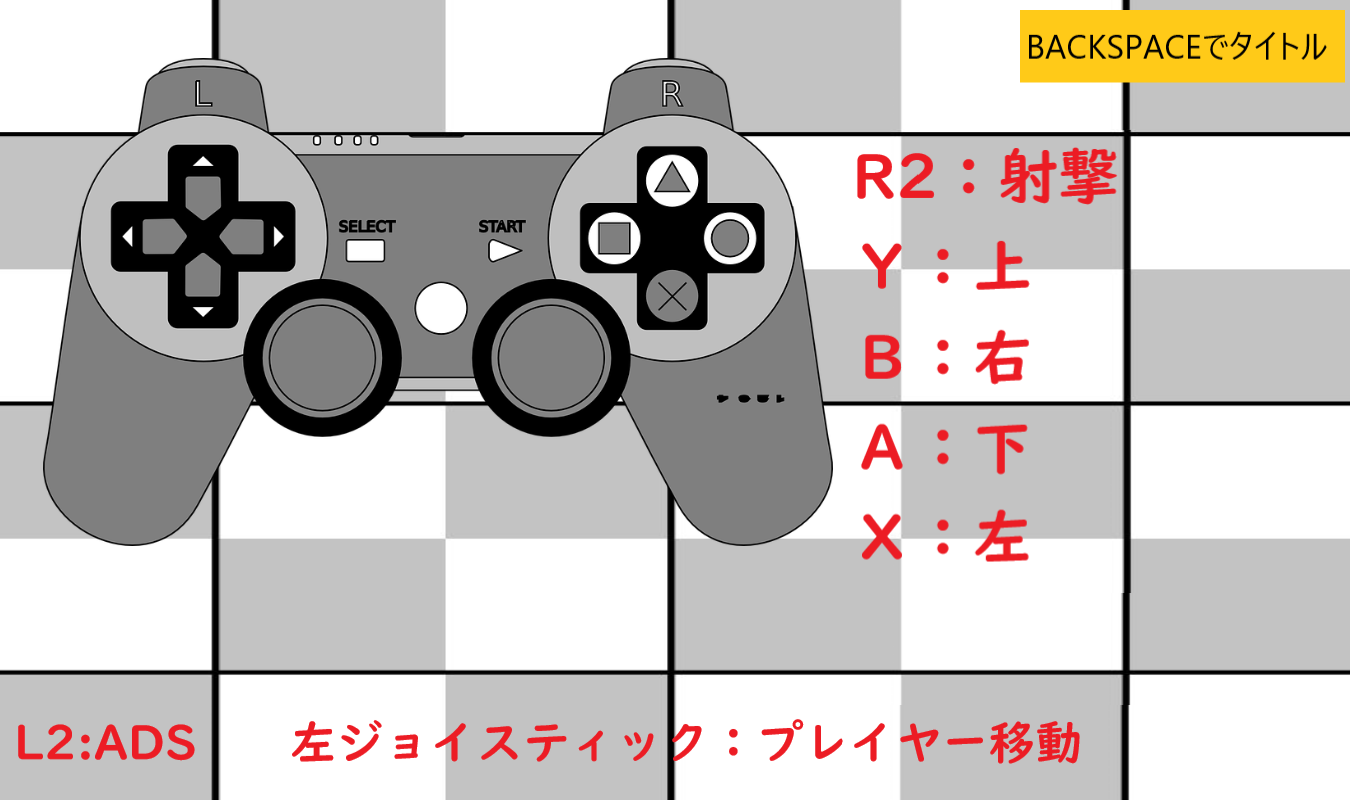 BACKSPACEでタイトル
L
R
SELECT
START
R2：射撃
Y：上
B：右
A：下
X：左
L2:ADS
左ジョイスティック：プレイヤー移動